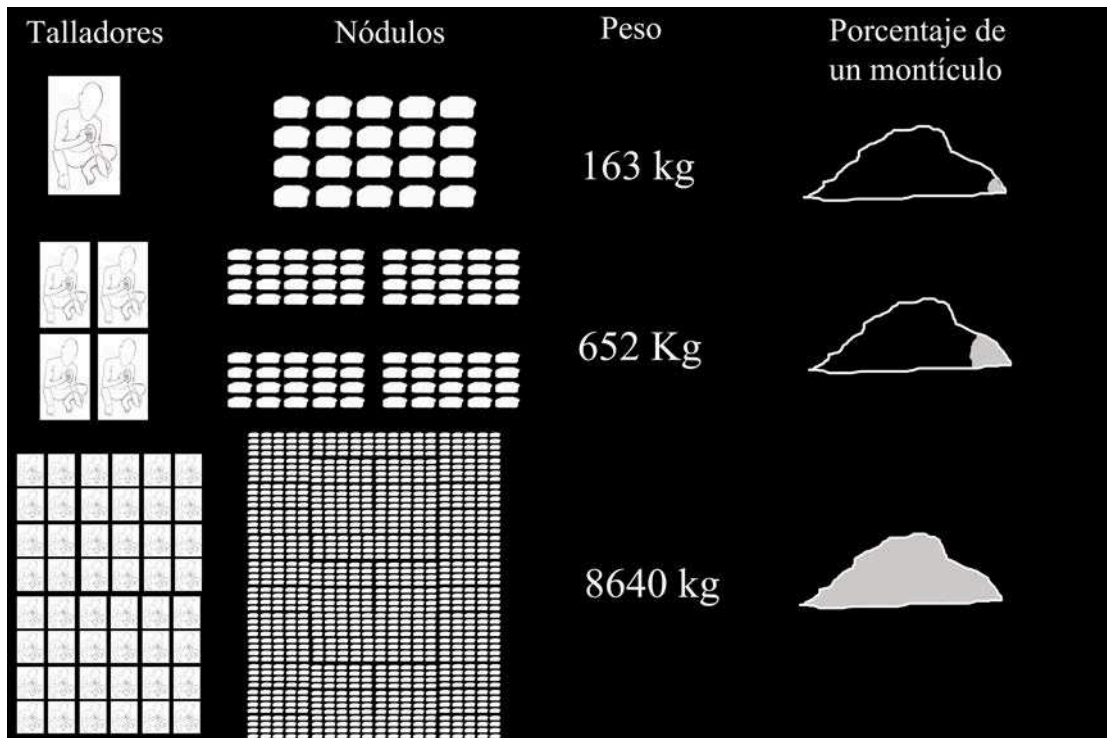 Talladores
Nódulos
Peso
Porcentaje de
un montículo
163 kg
652 Kg
8640 kg